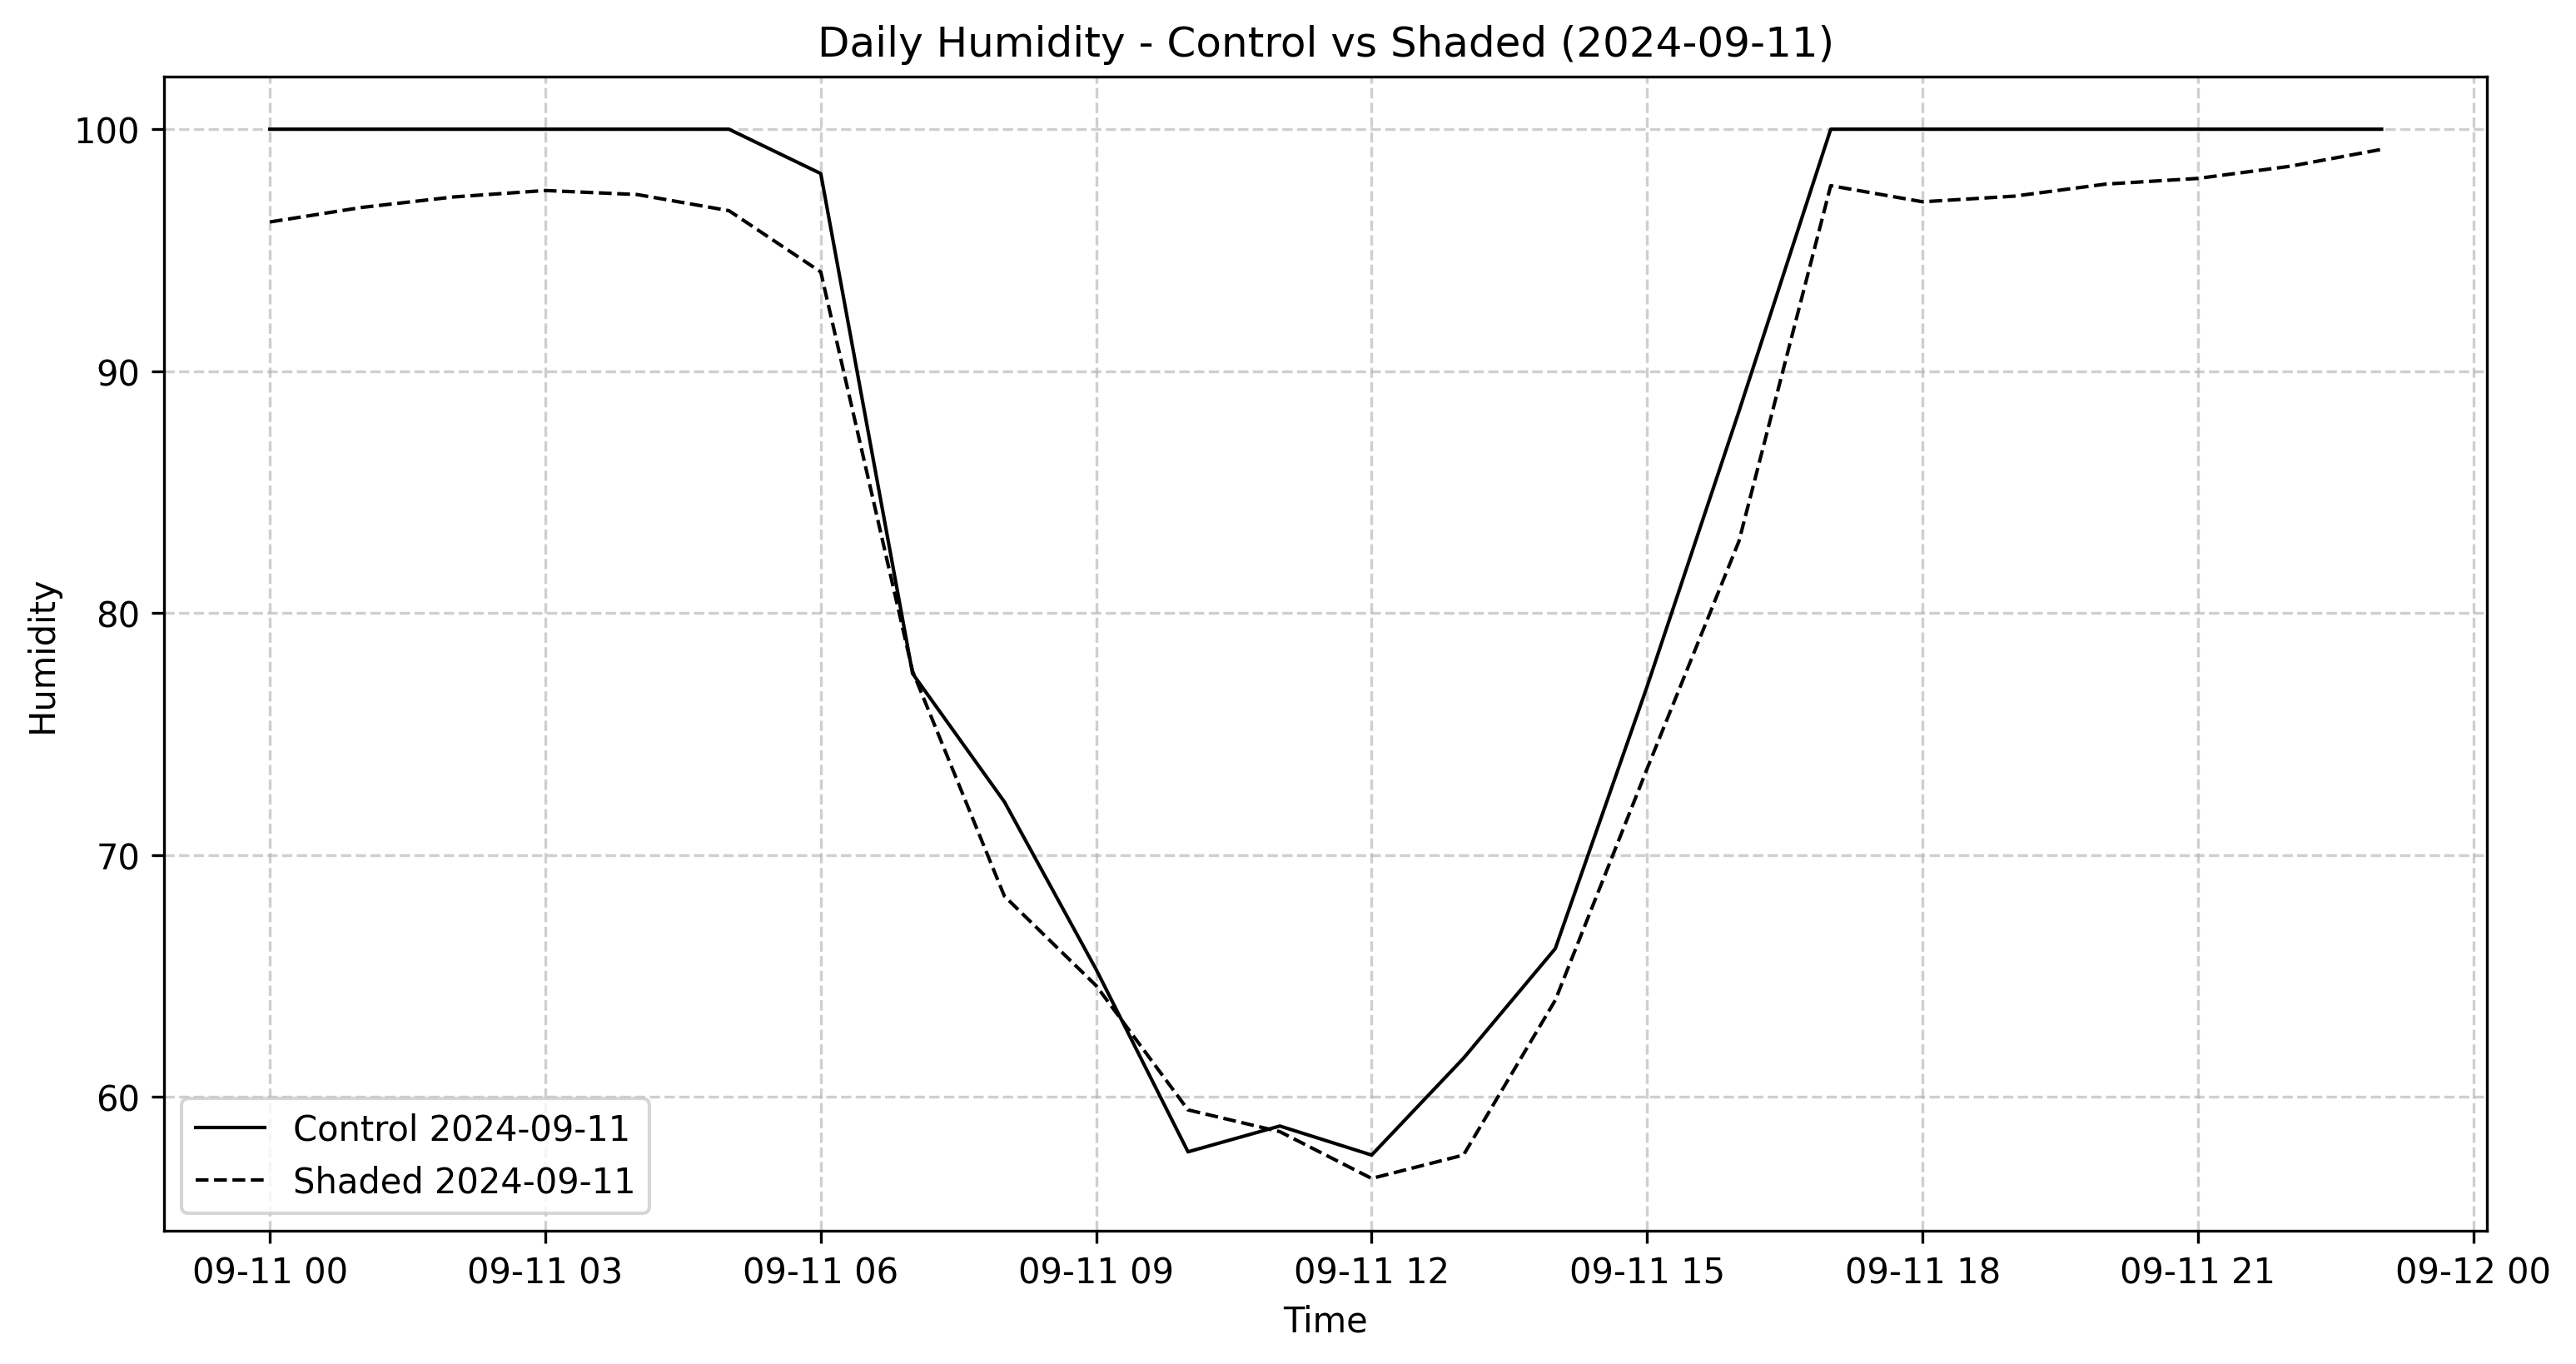 Daily Humidity - Control vs Shaded (2024-09-11)
100
90
80
70
60
Humidity
Control 2024-09-11
Shaded 2024-09-11
09-11 00 09-11 03 09-11 06 09-11 09 09-11 12 09-11 15 09-11 18 09-11 21 09-12 00
Time